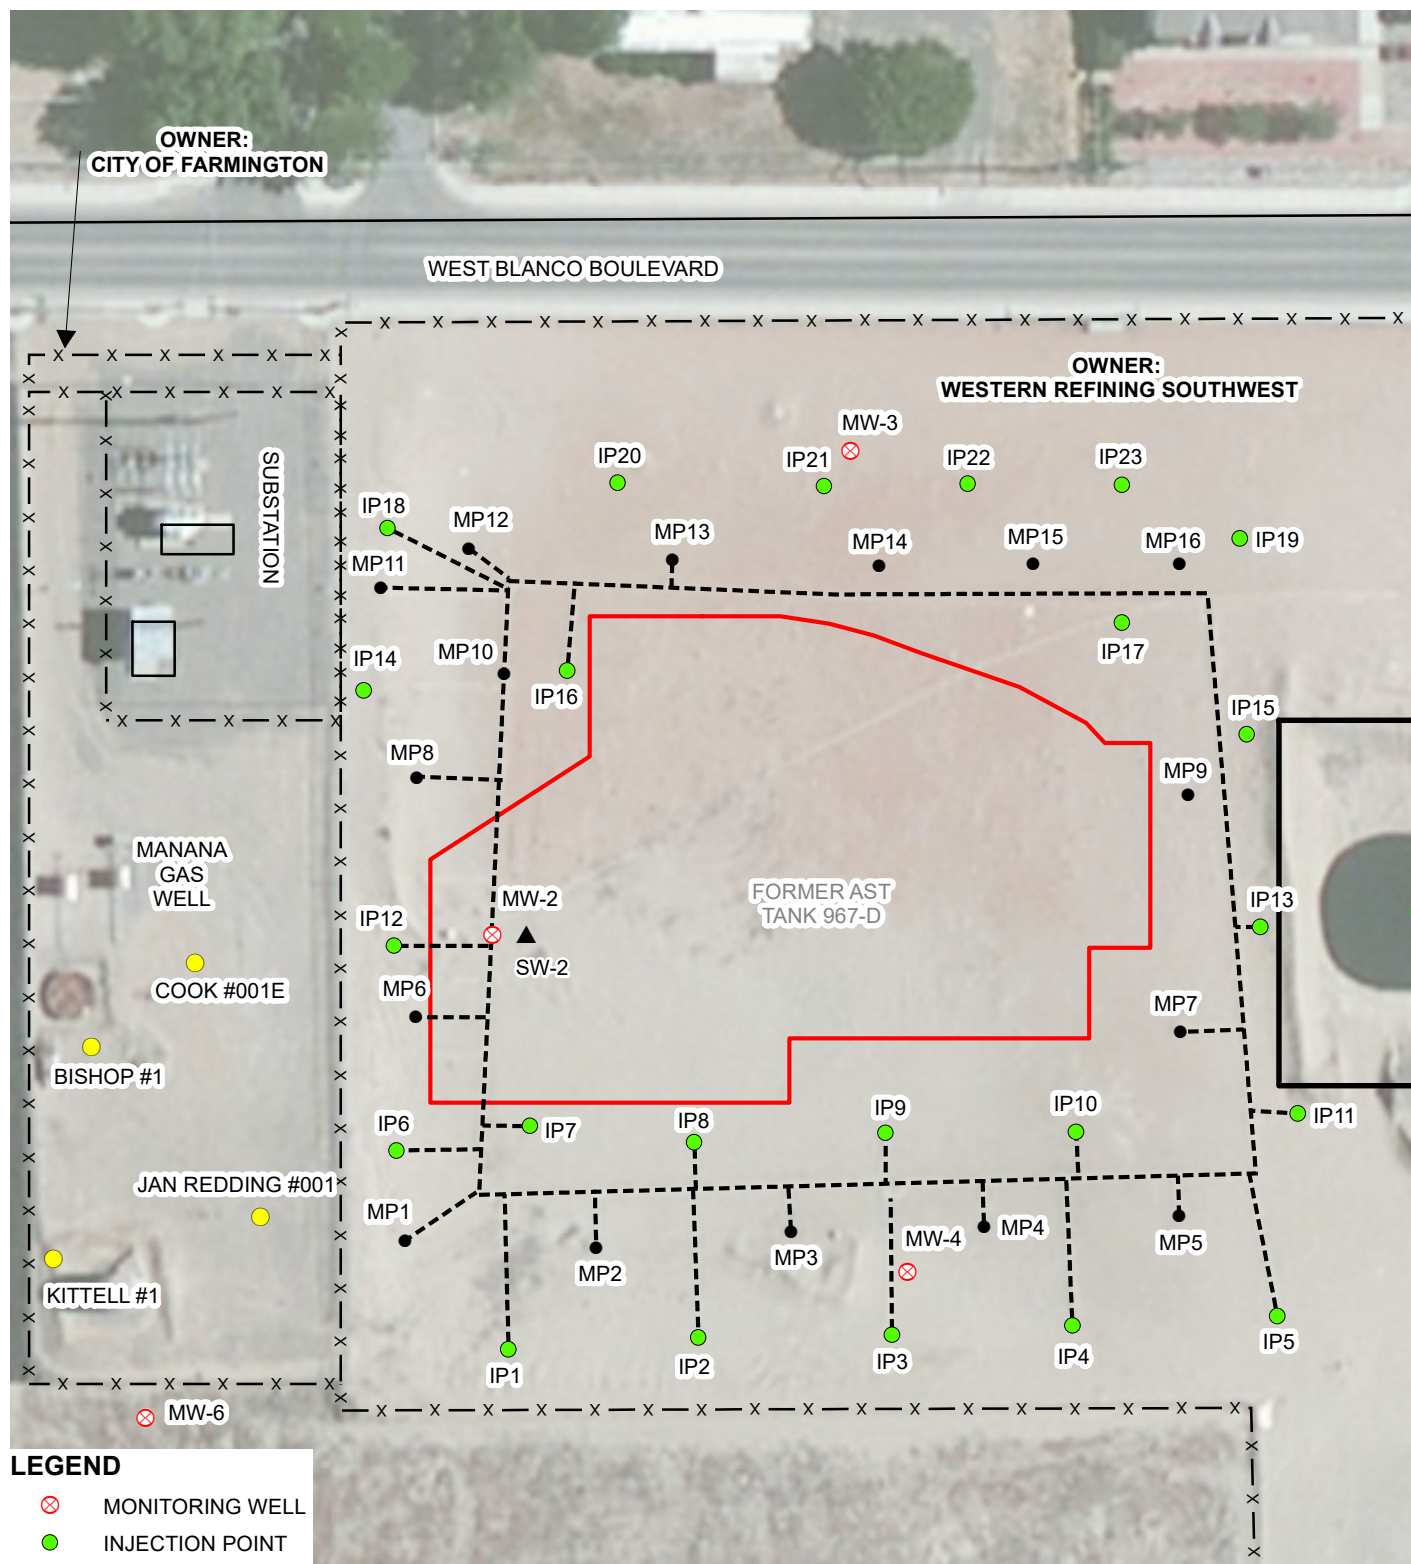 OWNER:
CITY OF FARMINGTON
WEST BLANCO BOULEVARD
OWNER:
WESTERN REFINING SOUTHWEST
MW-3
IP20
IP21
IP22
IP23
SUBSTATION
IP18
MP12
MP13
MP14
MP15
MP16
IP19
MP11
IP14
MP10
IP16
IP17
IP15
MP8
MP9
MANANA
GAS
WELL
MW-2
FORMER AST
TANK 967-D
IP12
IP13
SW-2
COOK #001E
MP6
MP7
BISHOP #1
IP6
IP7
IP8
IP9
IP10
IP11
JAN REDDING #001
MP1
MP2
MP3
MW-4
MP4
MP5
KITTELL #1
IP1
IP2
IP3
IP4
IP5
MW-6
LEGEND
MONITORING WELL
INJECTION POINT